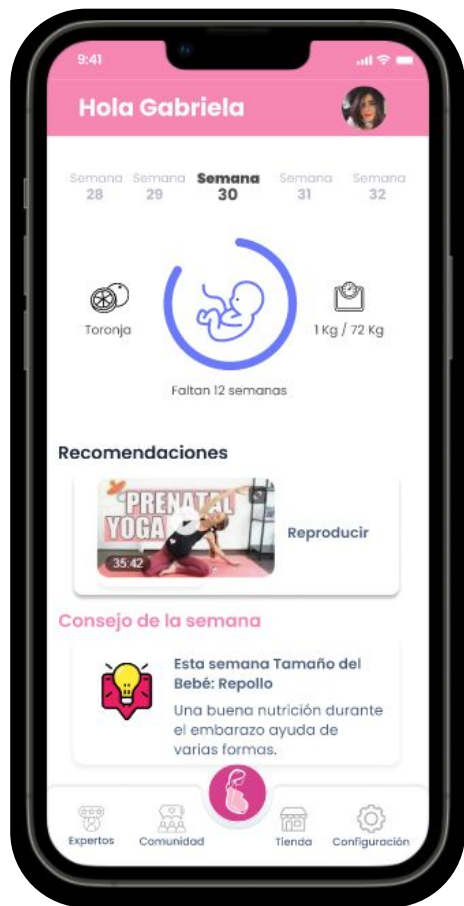 9:41
Hola Gabriela
Semana Semana Semana Semana Semana
28 29 30 31 32
Toronja
1 Kg / 72 Kg
Faltan 12 semanas
Recomendaciones
PRENATAL
YOGA
35:42
Reproducir
Consejo de la semana
Esta semana Tamaño del
Bebé: Repollo
Una buena nutrición durante
el embarazo ayuda de
varias formas.
Expertos Comunidad Tienda Configuración